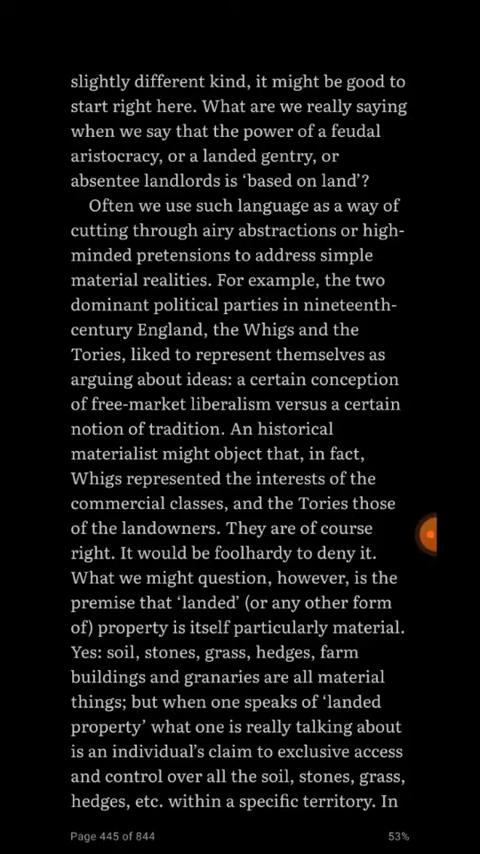 slightly different kind, it might be good to
start right here. What are we really saying
when we say that the power of a feudal
aristocracy, or a landed gentry, or
absentee landlords is ‘based on land’?
Often we use such language as a way of
cutting through airy abstractions or high-
minded pretensions to address simple
material realities. For example, the two
dominant political parties in nineteenth-
century England, the Whigs and the
Tories, liked to represent themselves as
arguing about ideas: a certain conception
of free-market liberalism versus a certain
notion of tradition. An historical
materialist might object that, in fact,
Whigs represented the interests of the
commercial classes, and the Tories those
of the landowners. They are of course
right. It would be foolhardy to deny it.
What we might question, however, is the
premise that ‘landed’ (or any other form
of) property is itself particularly material.
Yes: soil, stones, grass, hedges, farm
buildings and granaries are all material
things; but when one speaks of ‘landed
property’ what one is really talking about
is an individual’s claim to exclusive access
and control over all the soil, stones, grass,
hedges, etc. within a specific territory. In
Page 445 of 844 53%